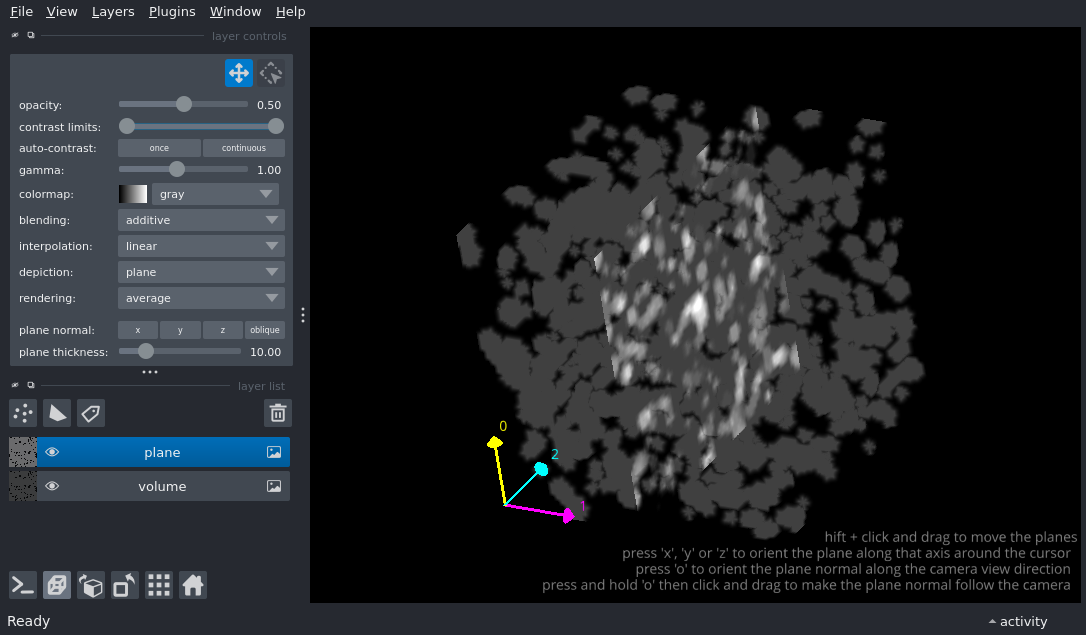 File View Layers Plugins Window Help
layer controls
opacity: 0.50
contrast limits:
auto-contrast: once continuous
gamma: 1.00
colormap: gray
blending: additive
interpolation: linear
depiction: plane
rendering: average
plane normal: x y z oblique
plane thickness: 10.00
layer list
plane
volume
0
2
1
hift + click and drag to move the planes
press 'x', 'y' or 'z' to orient the plane along that axis around the cursor
press 'o' to orient the plane normal along the camera view direction
press and hold 'o' then click and drag to make the plane normal follow the camera
Ready
activity